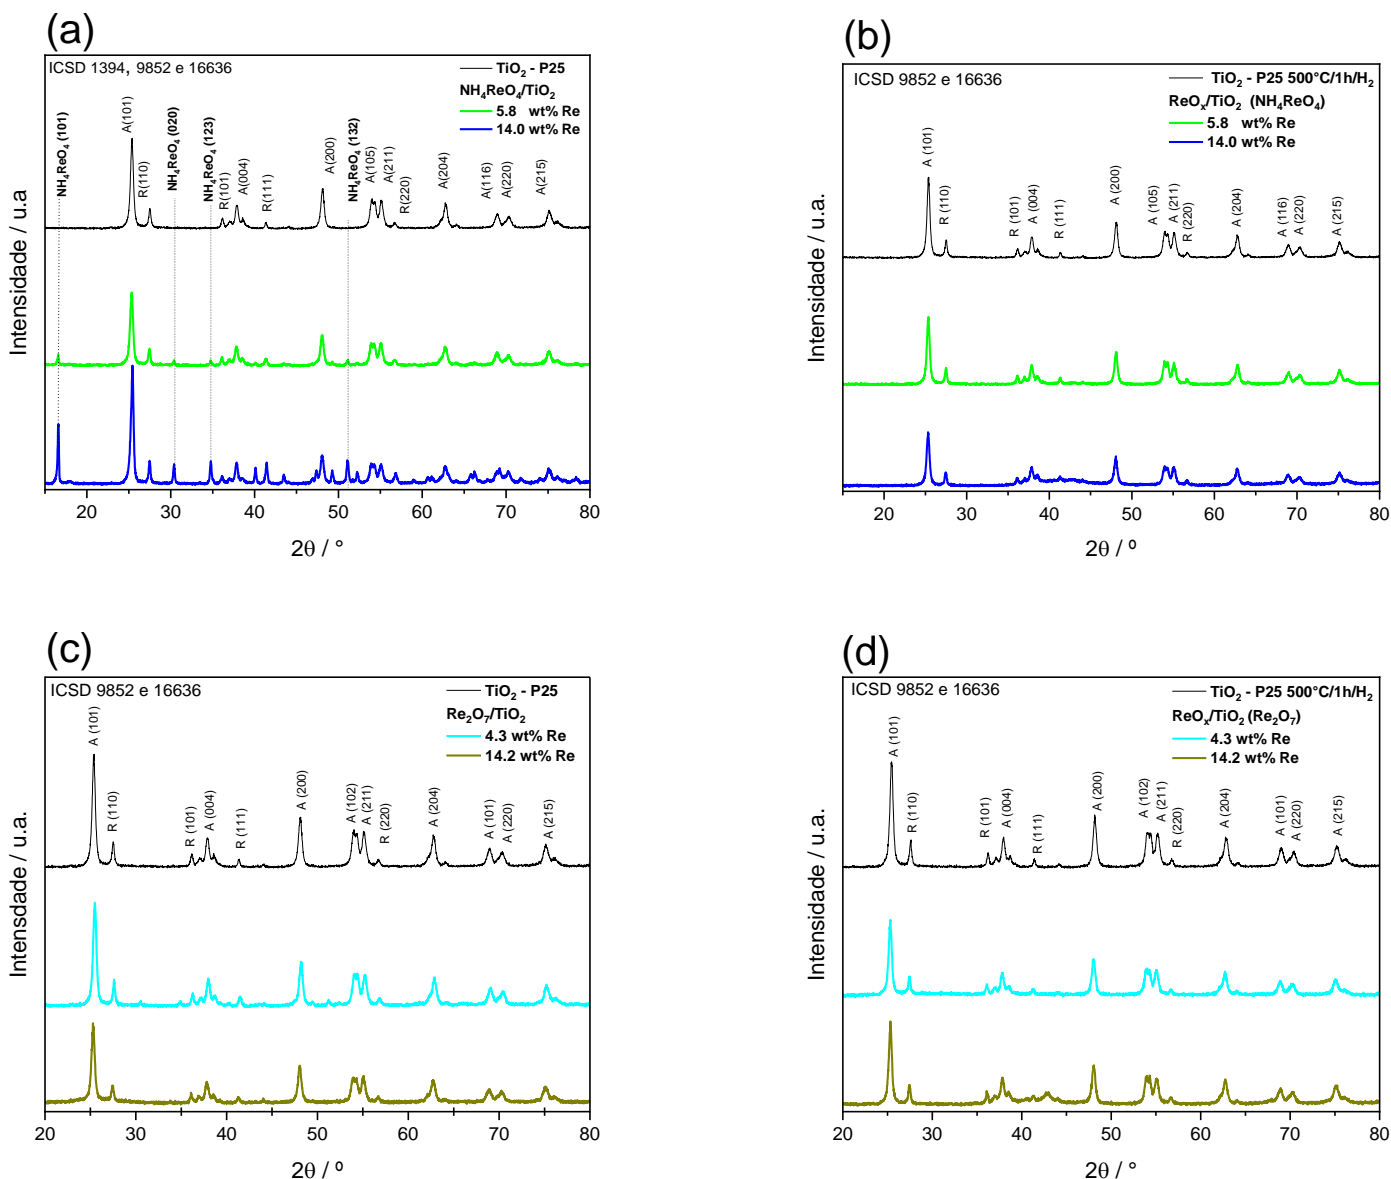 (a)
ICSD 1394, 9852 e 16636
TiO₂ - P25
NH₄ReO₄/TiO₂
5.8 wt% Re
14.0 wt% Re
NH₄ReO₄ (101)
A(101)
R(110)
NH₄ReO₄ (020)
NH₄ReO₄ (123)
R(101)
A(004)
R(111)
A(200)
NH₄ReO₄ (132)
A(105)
A(211)
R(220)
A(204)
A(116)
A(220)
A(215)
Intensidade / u.a
20 30 40 50 60 70 80
2θ / °
(b)
ICSD 9852 e 16636
TiO₂ - P25 500°C/1h/H₂
ReOₓ/TiO₂ (NH₄ReO₄)
5.8 wt% Re
14.0 wt% Re
A (101)
R (110)
R (101)
A (004)
R (111)
A (200)
A (105)
A (211)
R (220)
A (204)
A (116)
A (220)
A (215)
Intensidade / u.a.
20 30 40 50 60 70 80
2θ / º
(c)
ICSD 9852 e 16636
TiO₂ - P25
Re₂O₇/TiO₂
4.3 wt% Re
14.2 wt% Re
A (101)
R (110)
R (101)
A (004)
R (111)
A (200)
A (102)
A (211)
R (220)
A (204)
A (101)
A (220)
A (215)
Intensdade / u.a.
20 30 40 50 60 70 80
2θ / º
(d)
ICSD 9852 e 16636
TiO₂ - P25 500°C/1h/H₂
ReOₓ/TiO₂ (Re₂O₇)
4.3 wt% Re
14.2 wt% Re
A (101)
R (110)
R (101)
A (004)
R (111)
A (200)
A (102)
A (211)
R (220)
A (204)
A (101)
A (220)
A (215)
Intensidade / u.a.
20 30 40 50 60 70 80
2θ / °